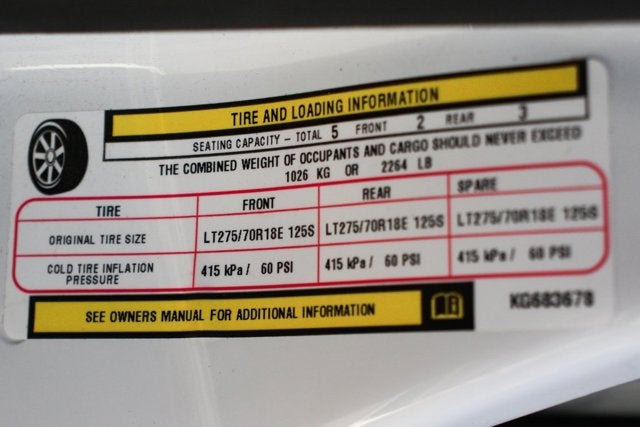 TIRE AND LOADING INFORMATION
SEATING CAPACITY – TOTAL 5 FRONT 2 REAR 3
THE COMBINED WEIGHT OF OCCUPANTS AND CARGO SHOULD NEVER EXCEED
1026 KG OR 2264 LB
TIRE FRONT REAR SPARE
ORIGINAL TIRE SIZE LT275/70R18E 125S LT275/70R18E 125S LT275/70R18E 125S
COLD TIRE INFLATION PRESSURE 415 kPa / 60 PSI 415 kPa / 60 PSI 415 kPa / 60 PSI
SEE OWNERS MANUAL FOR ADDITIONAL INFORMATION
KG683678